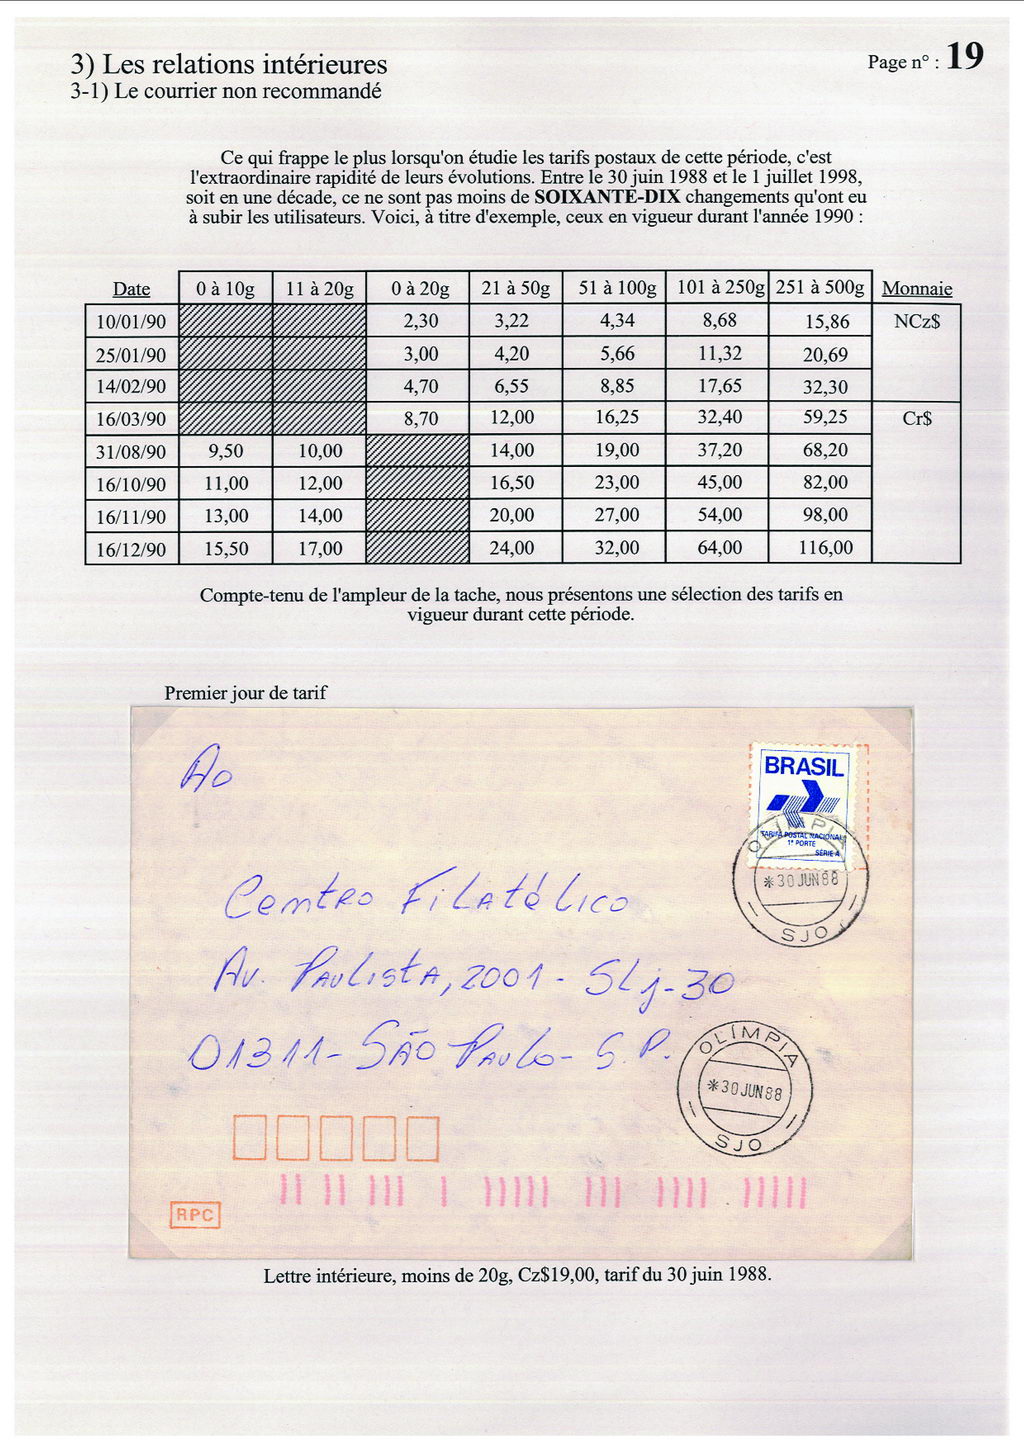 3) Les relations intérieures
Page n° : 19
3-1) Le courrier non recommandé
Ce qui frappe le plus lorsqu'on étudie les tarifs postaux de cette période, c'est
l'extraordinaire rapidité de leurs évolutions. Entre le 30 juin 1988 et le 1 juillet 1998,
soit en une décade, ce ne sont pas moins de SOIXANTE-DIX changements qu'ont eu
à subir les utilisateurs. Voici, à titre d'exemple, ceux en vigueur durant l'année 1990 :
Date 0 à 10g 11 à 20g 0 à 20g 21 à 50g 51 à 100g 101 à 250g 251 à 500g Monnaie
10/01/90 2,30 3,22 4,34 8,68 15,86 NCz$
25/01/90 3,00 4,20 5,66 11,32 20,69
14/02/90 4,70 6,55 8,85 17,65 32,30
16/03/90 8,70 12,00 16,25 32,40 59,25 Cr$
31/08/90 9,50 10,00 14,00 19,00 37,20 68,20
16/10/90 11,00 12,00 16,50 23,00 45,00 82,00
16/11/90 13,00 14,00 20,00 27,00 54,00 98,00
16/12/90 15,50 17,00 24,00 32,00 64,00 116,00
Compte-tenu de l'ampleur de la tache, nous présentons une sélection des tarifs en
vigueur durant cette période.
Premier jour de tarif
Ao
BRASIL
TARIFA POSTAL NACIONAL
1º PORTE
SÉRIE A
OLIMPIA
*30 JUN 88
SJO
Centro Filatélico
Av. Paulista, 2001 - SLj-30
01311- São Paulo - S.P.
OLIMPIA
*30 JUN 88
SJO
RPC
Lettre intérieure, moins de 20g, Cz$19,00, tarif du 30 juin 1988.